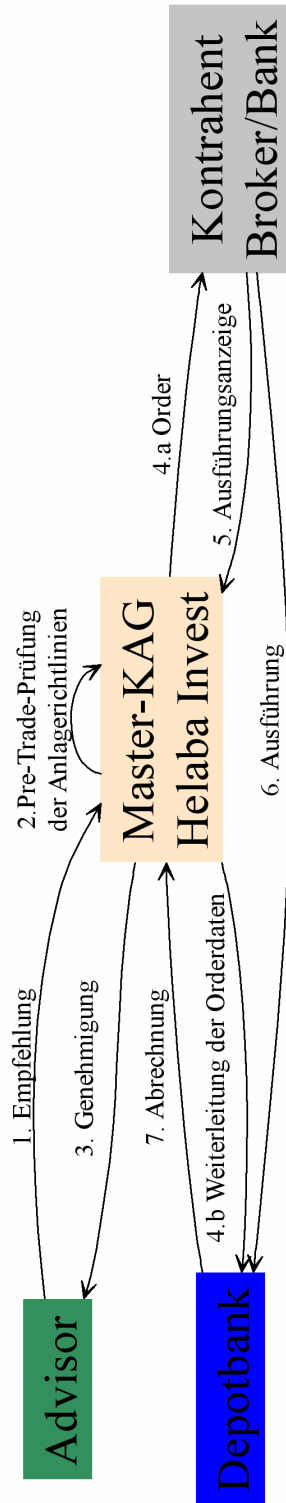 Advisor
1. Empfehlung
2.Pre-Trade-Prüfung
der Anlagerichtlinien
3. Genehmigung
Master-KAG
Helaba Invest
4.a Order
Kontrahent
Broker/Bank
5. Ausführungsanzeige
7. Abrechnung
4.b Weiterleitung der Orderdaten
6. Ausführung
Depotbank